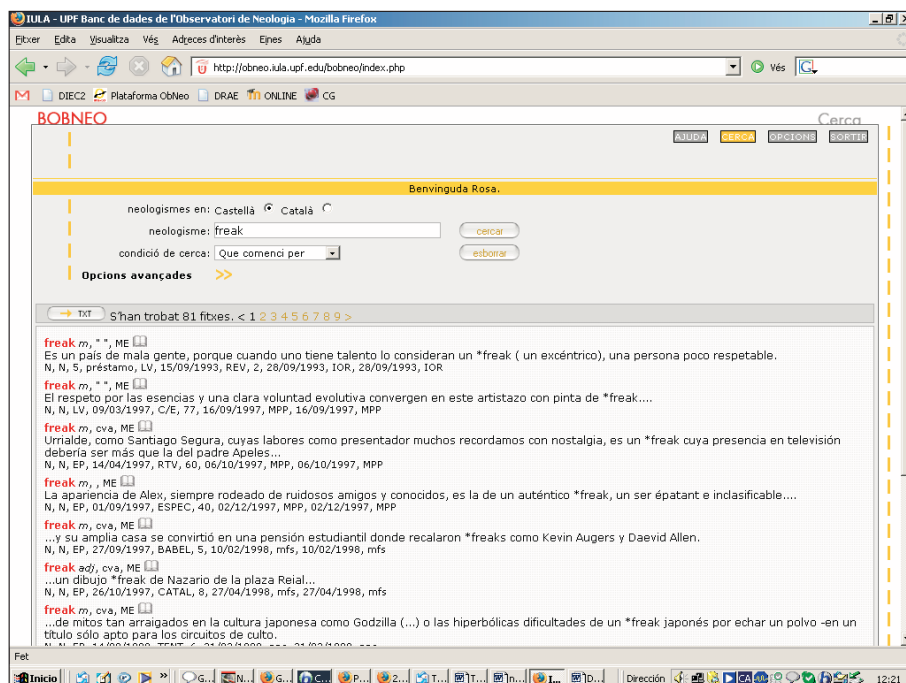 IULA - UPF Banc de dades de l'Observatori de Neologia - Mozilla Firefox
Fitxer Edita Visualitza Vés Adreces d'interès Eines Ajuda
http://obneo.iula.upf.edu/bobneo/index.php Vés
DIEC2 Plataforma ObNeo DRAE ONLINE CG
BOBNEO Cerca
AJUDA CERCA OPCIONS SORTIR
Benvinguda Rosa.
neologismes en: Castellà Català
neologisme: freak cercar
condició de cerca: Que comenci per esborrar
Opcions avançades >>
TXT S'han trobat 81 fitxes. < 1 2 3 4 5 6 7 8 9 >
freak m, " ", ME
Es un país de mala gente, porque cuando uno tiene talento lo consideran un *freak ( un excéntrico), una persona poco respetable.
N, N, 5, préstamo, LV, 15/09/1993, REV, 2, 28/09/1993, IOR, 28/09/1993, IOR
freak m, " ", ME
El respeto por las esencias y una clara voluntad evolutiva convergen en este artistazo con pinta de *freak....
N, N, LV, 09/03/1997, C/E, 77, 16/09/1997, MPP, 16/09/1997, MPP
freak m, cva, ME
Urrialde, como Santiago Segura, cuyas labores como presentador muchos recordamos con nostalgia, es un *freak cuya presencia en televisión
debería ser más que la del padre Apeles...
N, N, EP, 14/04/1997, RTV, 60, 06/10/1997, MPP, 06/10/1997, MPP
freak m, , ME
La apariencia de Alex, siempre rodeado de ruidosos amigos y conocidos, es la de un auténtico *freak, un ser épatant e inclasificable....
N, N, EP, 01/09/1997, ESPEC, 40, 02/12/1997, MPP, 02/12/1997, MPP
freak m, cva, ME
...y su amplia casa se convirtió en una pensión estudiantil donde recalaron *freaks como Kevin Augers y Daevid Allen.
N, N, EP, 27/09/1997, BABEL, 5, 10/02/1998, mfs, 10/02/1998, mfs
freak adj, cva, ME
...un dibujo *freak de Nazario de la plaza Reial...
N, N, EP, 26/10/1997, CATAL, 8, 27/04/1998, mfs, 27/04/1998, mfs
freak m, cva, ME
...de mitos tan arraigados en la cultura japonesa como Godzilla (...) o las hiperbólicas dificultades de un *freak japonés por echar un polvo -en un
título sólo apto para los circuitos de culto.
Fet
Inicio G... N... G... C... P... 2... T... T... n... I... D... Dirección CA 12:21